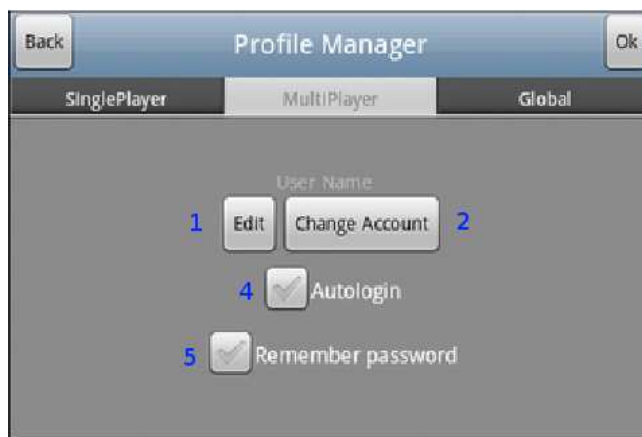 Back Profile Manager Ok
SinglePlayer MultiPlayer Global
User Name
1 Edit Change Account 2
4 Autologin
5 Remember password